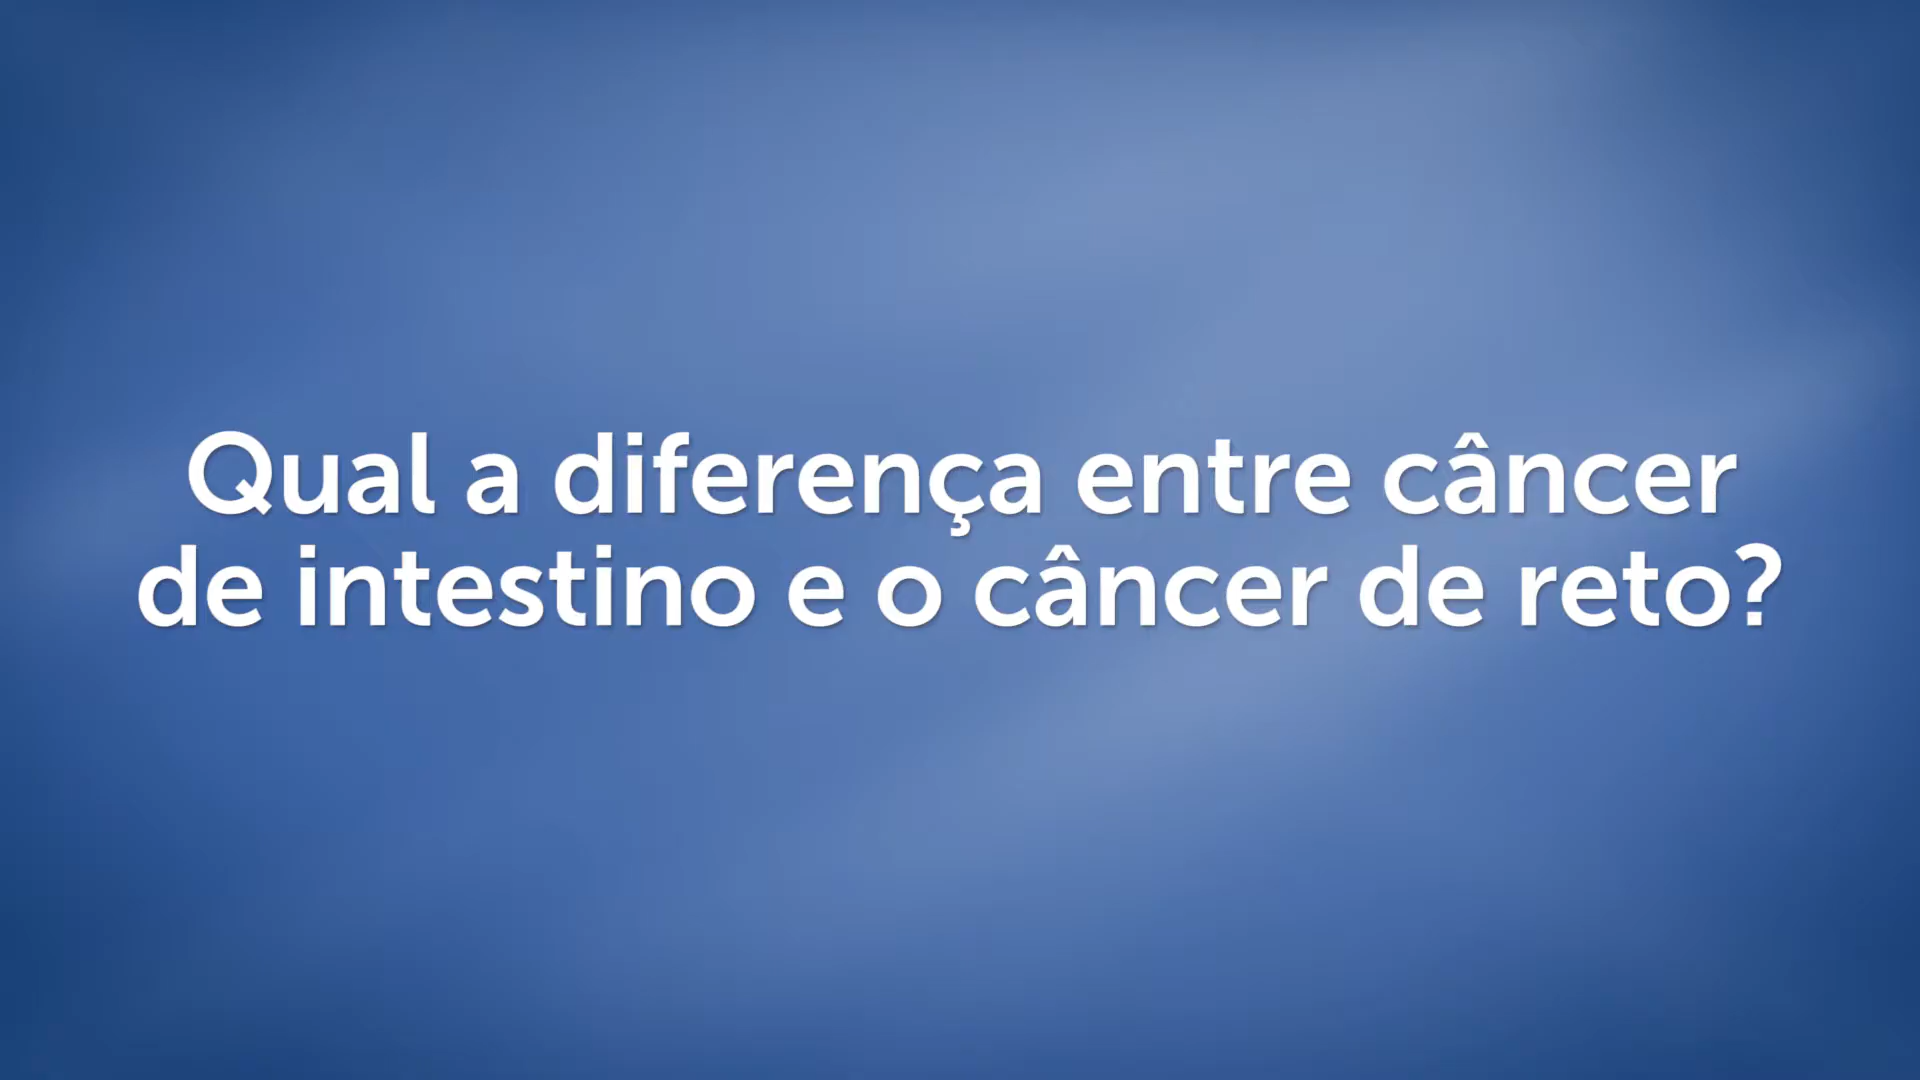 Qual a diferença entre câncer
de intestino e o câncer de reto?